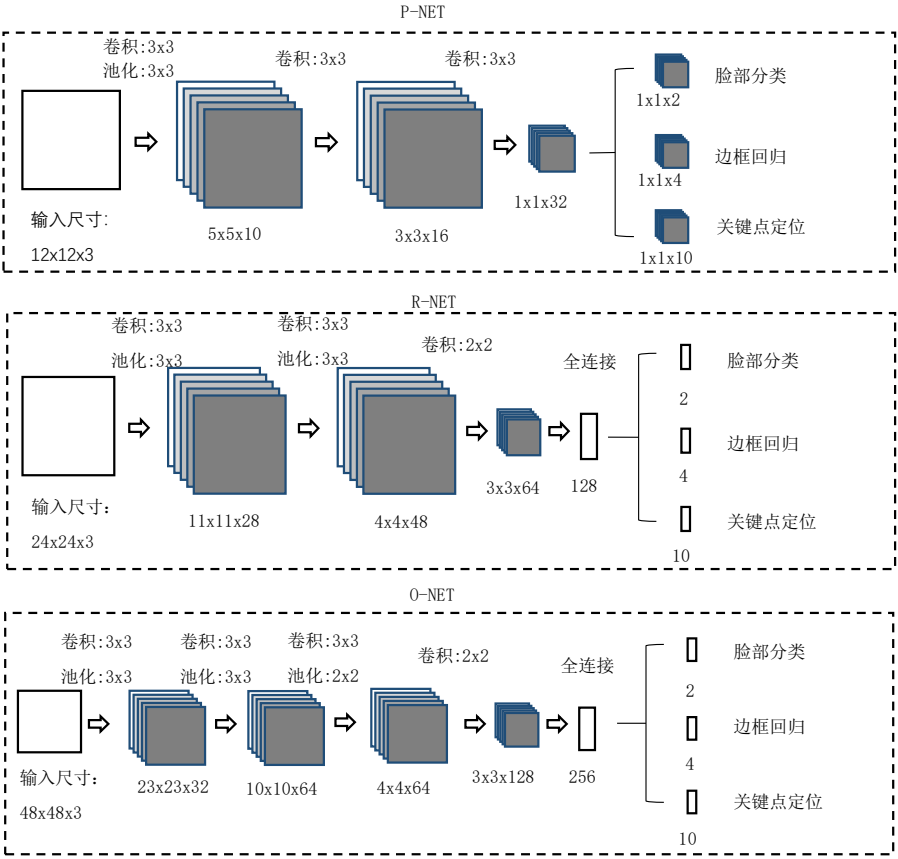 P-NET
卷积:3x3
池化:3x3
卷积:3x3
卷积:3x3
输入尺寸:
12x12x3
5x5x10
3x3x16
1x1x32
1x1x2
脸部分类
1x1x4
边框回归
1x1x10
关键点定位
R-NET
卷积:3x3
池化:3x3
卷积:3x3
池化:3x3
卷积:2x2
全连接
输入尺寸:
24x24x3
11x11x28
4x4x48
3x3x64
128
脸部分类
2
边框回归
4
关键点定位
10
O-NET
卷积:3x3
池化:3x3
卷积:3x3
池化:3x3
卷积:3x3
池化:2x2
卷积:2x2
全连接
输入尺寸:
48x48x3
23x23x32
10x10x64
4x4x64
3x3x128
256
脸部分类
2
边框回归
4
关键点定位
10